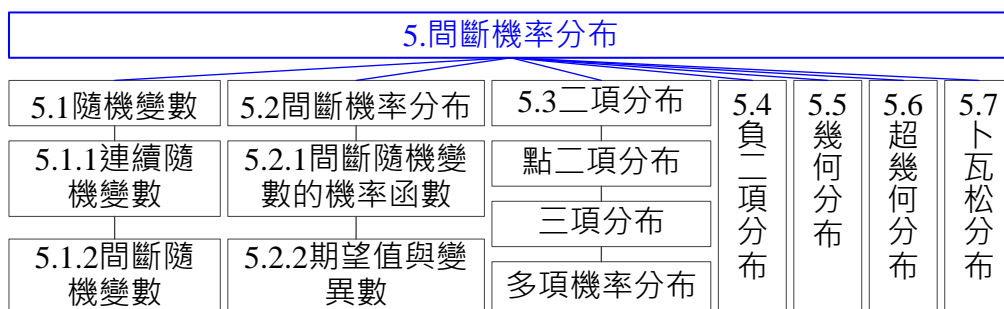 5.間斷機率分布
5.1隨機變數
5.1.1連續隨
機變數
5.1.2間斷隨
機變數
5.2間斷機率分布
5.2.1間斷隨機變
數的機率函數
5.2.2期望值與變
異數
5.3二項分布
點二項分布
三項分布
多項機率分布
5.4
負二項分布
5.5
幾何分布
5.6
超幾何分布
5.7
卜瓦松分布